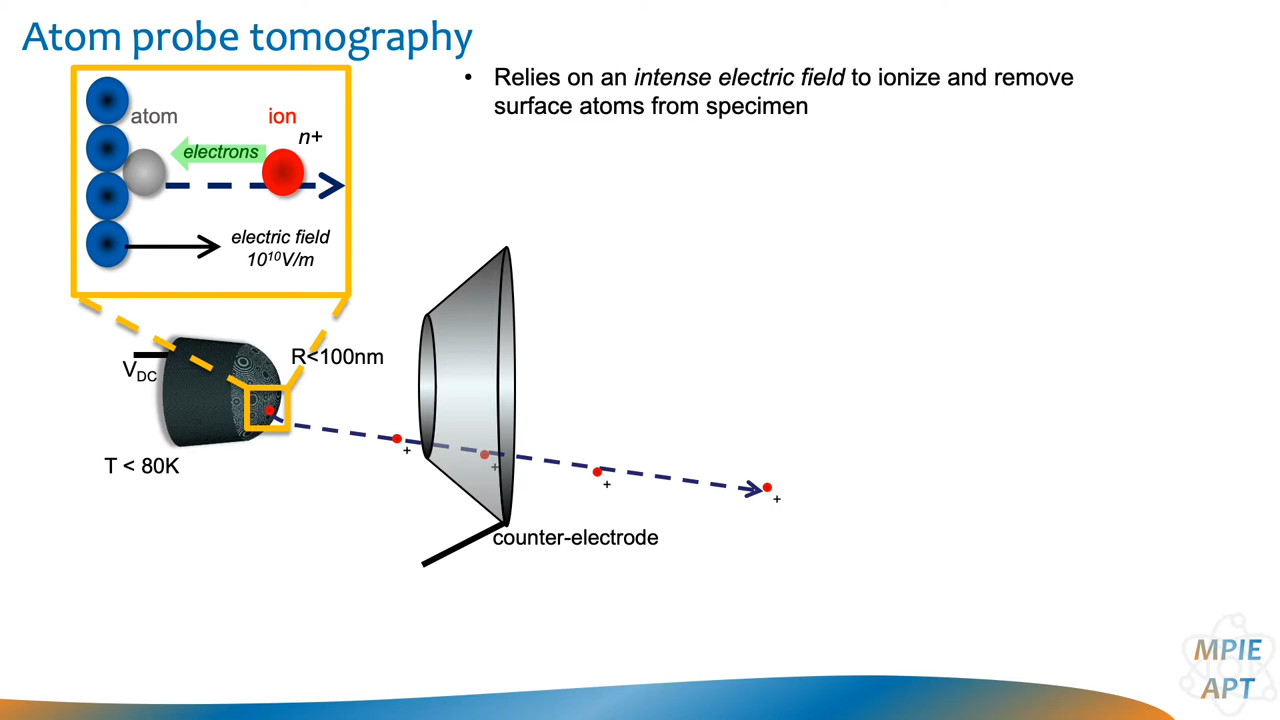 Atom probe tomography
• Relies on an intense electric field to ionize and remove
surface atoms from specimen
atom
ion
n+
electrons
electric field
10¹⁰V/m
R<100nm
V_DC
T < 80K
+
+
+
+
counter-electrode
MPIE
APT